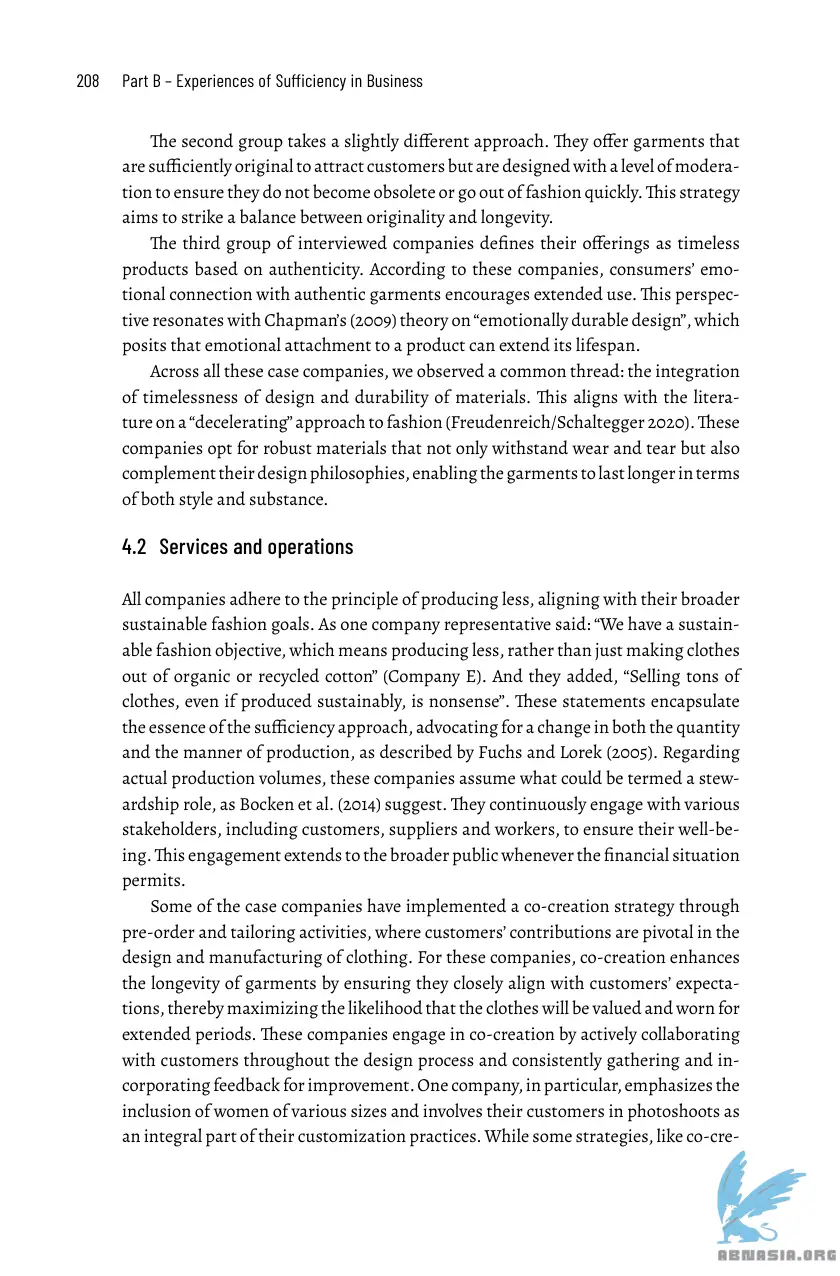 208 Part B – Experiences of Sufficiency in Business
The second group takes a slightly different approach. They offer garments that
are sufficiently original to attract customers but are designed with a level of modera-
tion to ensure they do not become obsolete or go out of fashion quickly. This strategy
aims to strike a balance between originality and longevity.
The third group of interviewed companies defines their offerings as timeless
products based on authenticity. According to these companies, consumers’ emo-
tional connection with authentic garments encourages extended use. This perspec-
tive resonates with Chapman’s (2009) theory on “emotionally durable design”, which
posits that emotional attachment to a product can extend its lifespan.
Across all these case companies, we observed a common thread: the integration
of timelessness of design and durability of materials. This aligns with the litera-
ture on a “decelerating” approach to fashion (Freudenreich/Schaltegger 2020). These
companies opt for robust materials that not only withstand wear and tear but also
complement their design philosophies, enabling the garments to last longer in terms
of both style and substance.
4.2 Services and operations
All companies adhere to the principle of producing less, aligning with their broader
sustainable fashion goals. As one company representative said: “We have a sustain-
able fashion objective, which means producing less, rather than just making clothes
out of organic or recycled cotton” (Company E). And they added, “Selling tons of
clothes, even if produced sustainably, is nonsense”. These statements encapsulate
the essence of the sufficiency approach, advocating for a change in both the quantity
and the manner of production, as described by Fuchs and Lorek (2005). Regarding
actual production volumes, these companies assume what could be termed a stew-
ardship role, as Bocken et al. (2014) suggest. They continuously engage with various
stakeholders, including customers, suppliers and workers, to ensure their well-be-
ing. This engagement extends to the broader public whenever the financial situation
permits.
Some of the case companies have implemented a co-creation strategy through
pre-order and tailoring activities, where customers’ contributions are pivotal in the
design and manufacturing of clothing. For these companies, co-creation enhances
the longevity of garments by ensuring they closely align with customers’ expecta-
tions, thereby maximizing the likelihood that the clothes will be valued and worn for
extended periods. These companies engage in co-creation by actively collaborating
with customers throughout the design process and consistently gathering and in-
corporating feedback for improvement. One company, in particular, emphasizes the
inclusion of women of various sizes and involves their customers in photoshoots as
an integral part of their customization practices. While some strategies, like co-cre-
ABNASIA.ORG